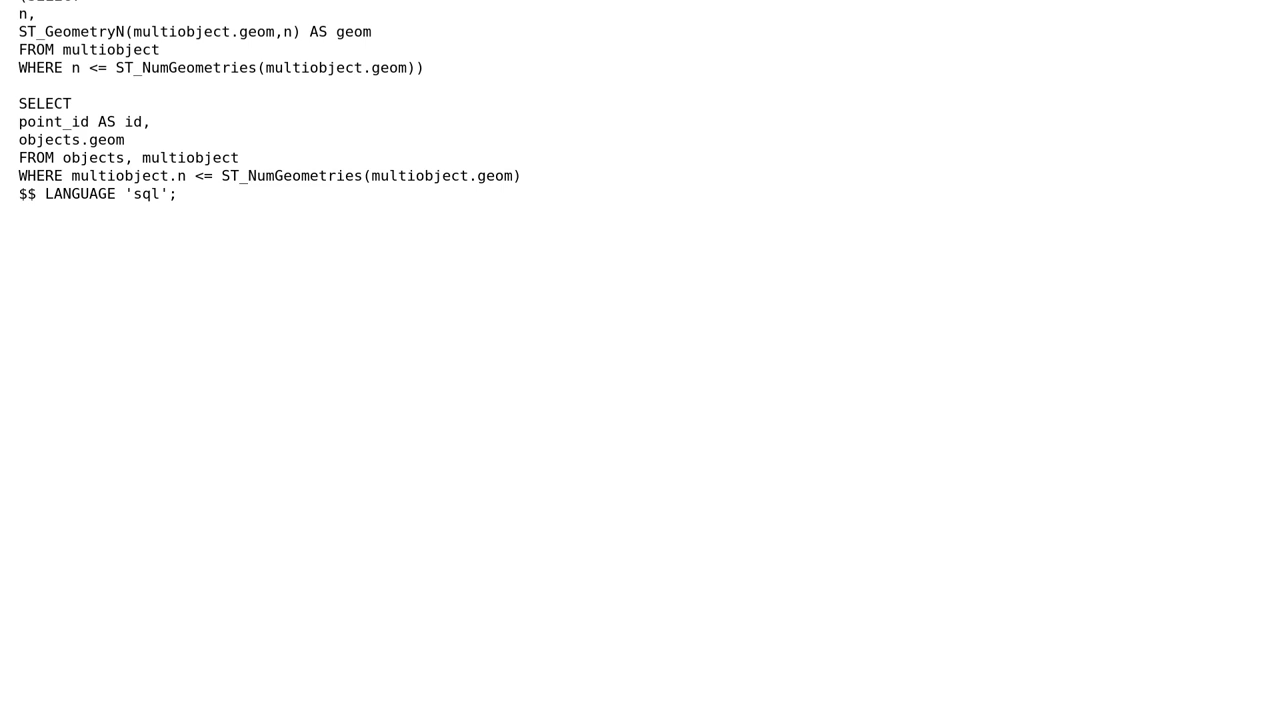 n,
ST_GeometryN(multiobject.geom,n) AS geom
FROM multiobject
WHERE n <= ST_NumGeometries(multiobject.geom))

SELECT
point_id AS id,
objects.geom
FROM objects, multiobject
WHERE multiobject.n <= ST_NumGeometries(multiobject.geom)
$$ LANGUAGE 'sql';